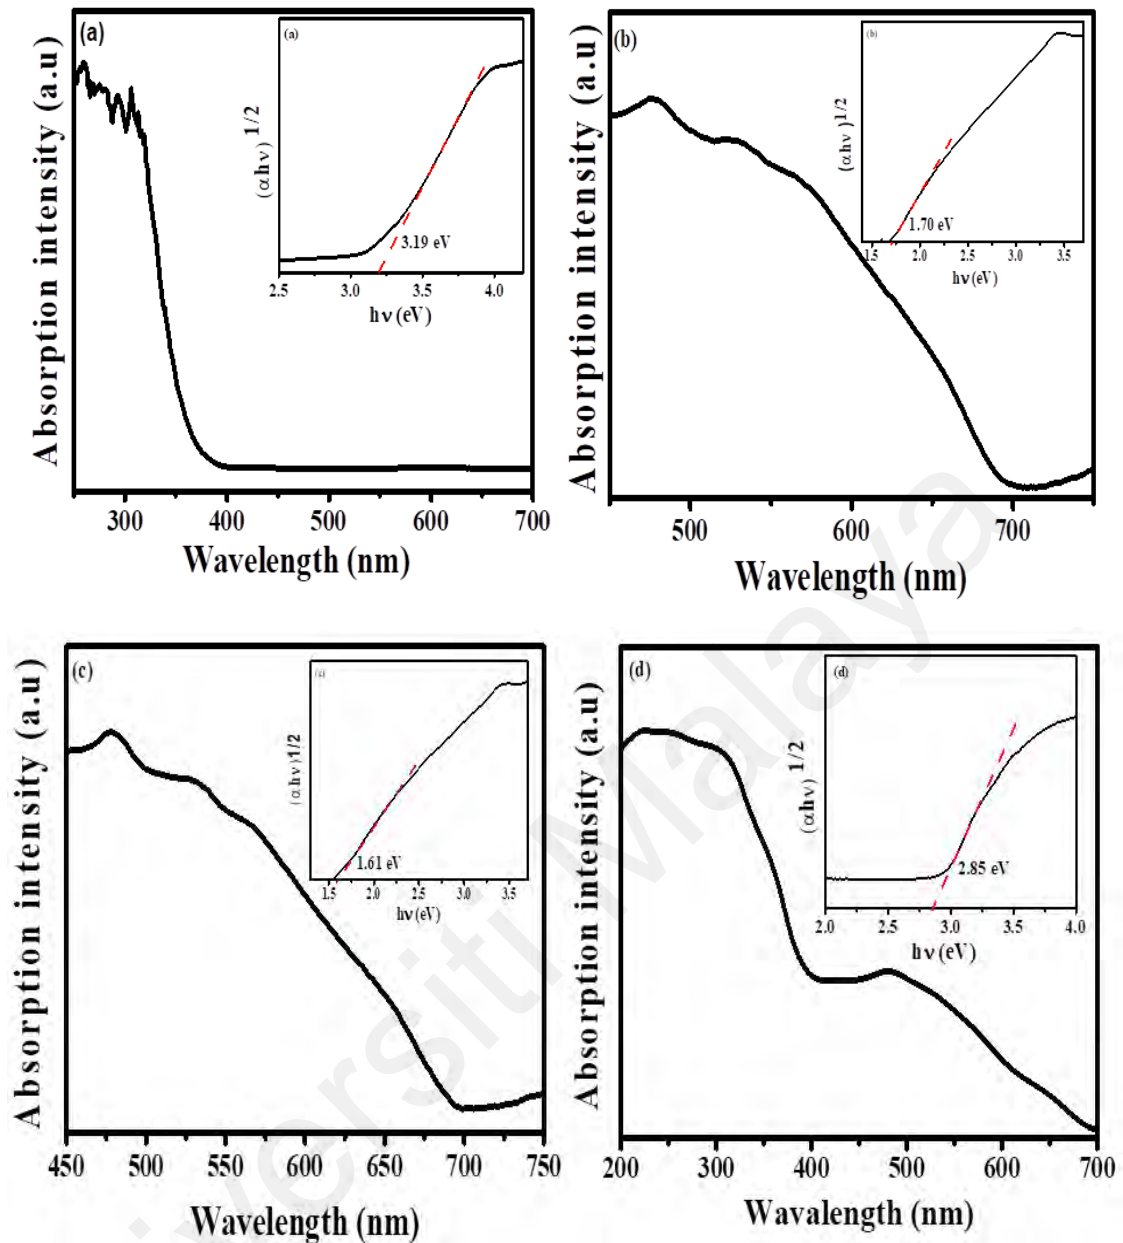 (a)
(a)
(αhν) 1/2
3.19 eV
2.5 3.0 3.5 4.0
hν (eV)
Absorption intensity (a.u)
300 400 500 600 700
Wavelength (nm)
(b)
(b)
(αhν)1/2
1.70 eV
1.5 2.0 2.5 3.0 3.5
hν (eV)
Absorption intensity (a.u)
500 600 700
Wavelength (nm)
(c)
(c)
(αhν)1/2
1.61 eV
1.5 2.0 2.5 3.0 3.5
hν (eV)
Absorption intensity (a.u)
450 500 550 600 650 700 750
Wavelength (nm)
(d)
(d)
(αhν) 1/2
2.85 eV
2.0 2.5 3.0 3.5 4.0
hν (eV)
Absorption intensity (a.u)
200 300 400 500 600 700
Wavalength (nm)
versiti Malaya